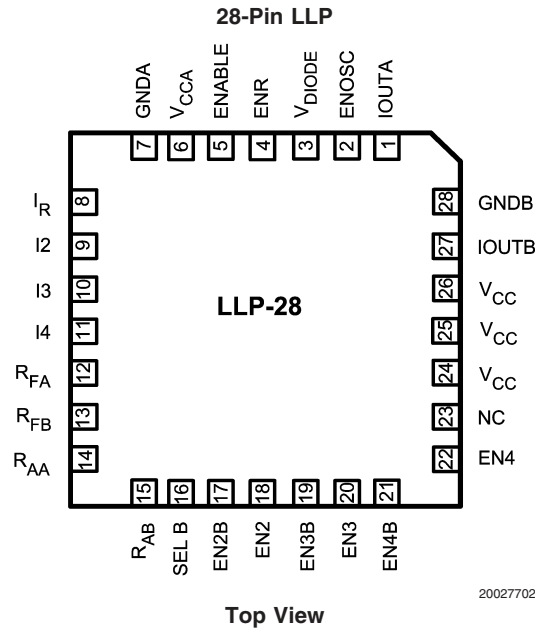 28-Pin LLP
GNDA
VCCA
ENABLE
ENR
VDIODE
ENOSC
IOUTA
7
6
5
4
3
2
1
IR
8
I2
9
I3
10
I4
11
RFA
12
RFB
13
RAA
14
LLP-28
28
GNDB
27
IOUTB
26
VCC
25
VCC
24
VCC
23
NC
22
EN4
15
16
17
18
19
20
21
RAB
SEL B
EN2B
EN2
EN3B
EN3
EN4B
20027702
Top View